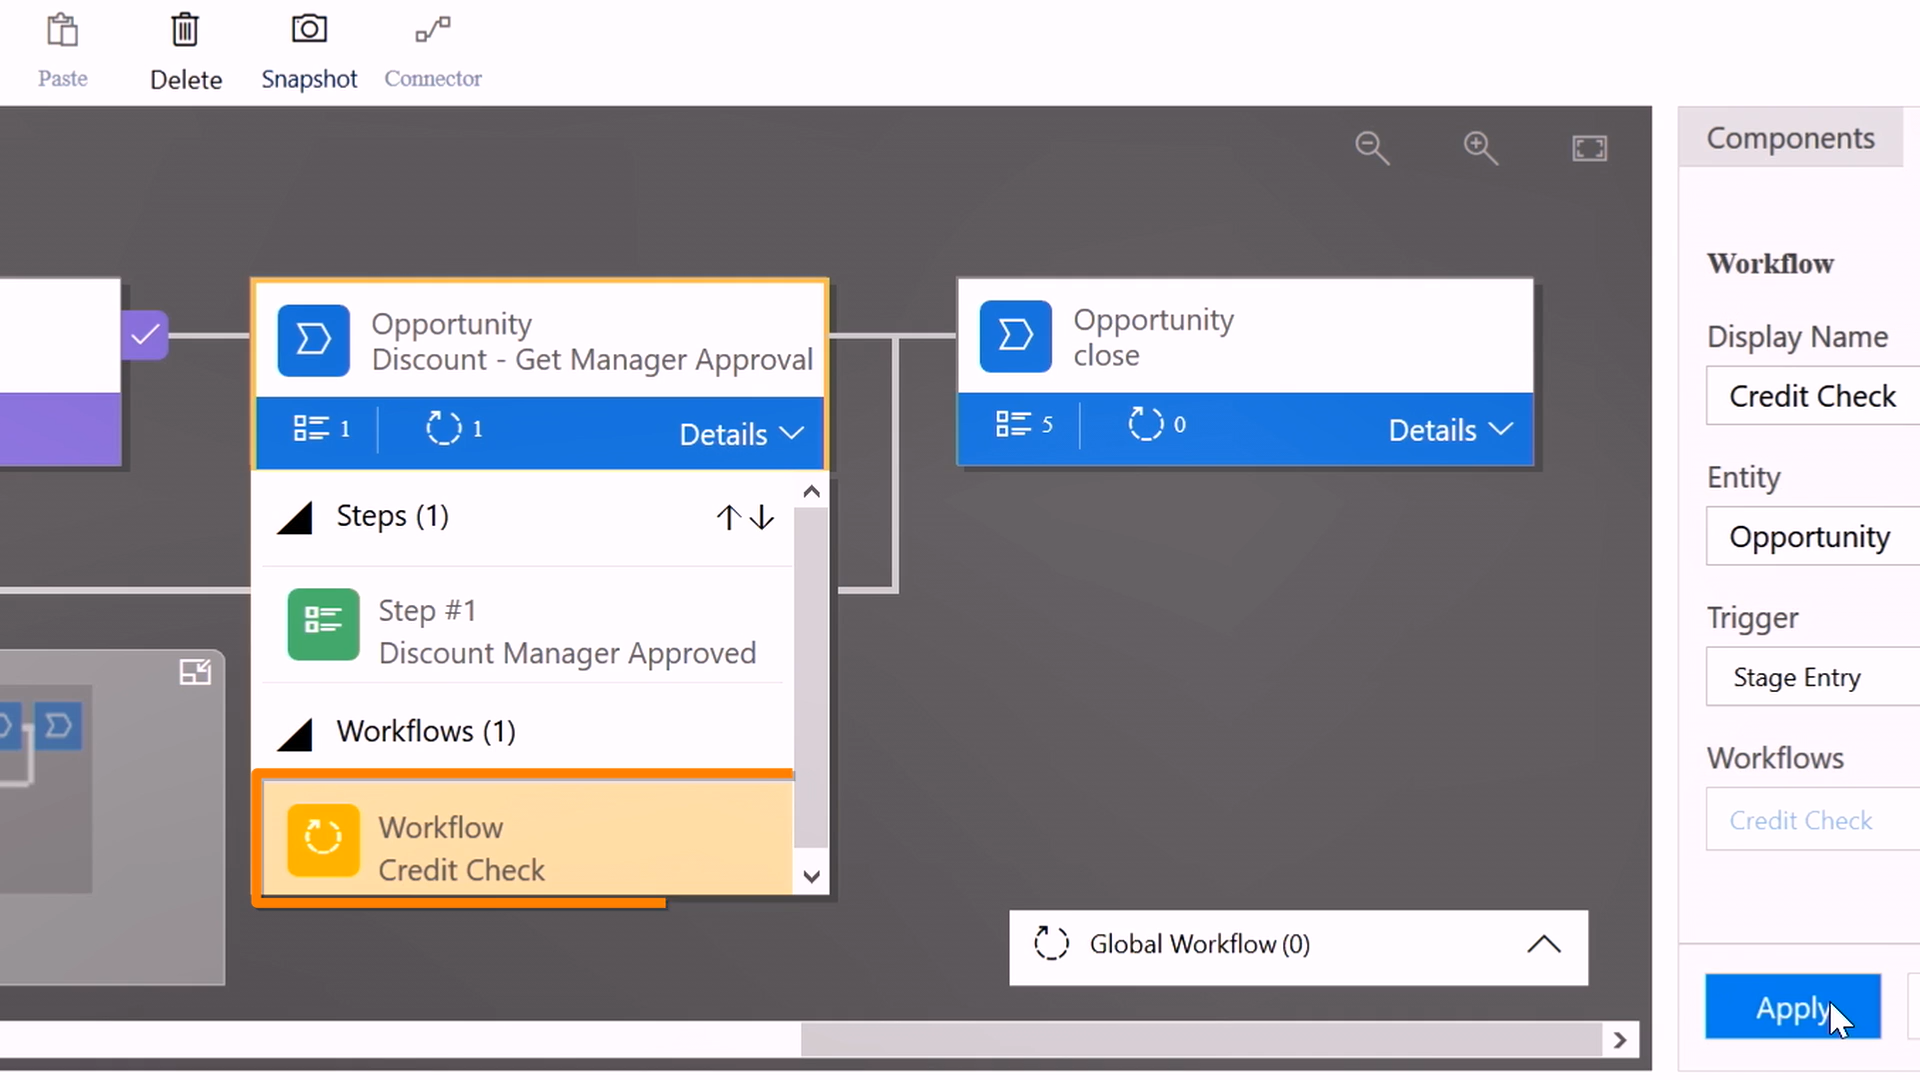 Paste
Delete
Snapshot
Connector
Components
Workflow
Display Name
Credit Check
Entity
Opportunity
Trigger
Stage Entry
Workflows
Credit Check
Apply
Opportunity
Discount - Get Manager Approval
1
1
Details
Steps (1)
Step #1
Discount Manager Approved
Workflows (1)
Workflow
Credit Check
Opportunity
close
5
0
Details
Global Workflow (0)